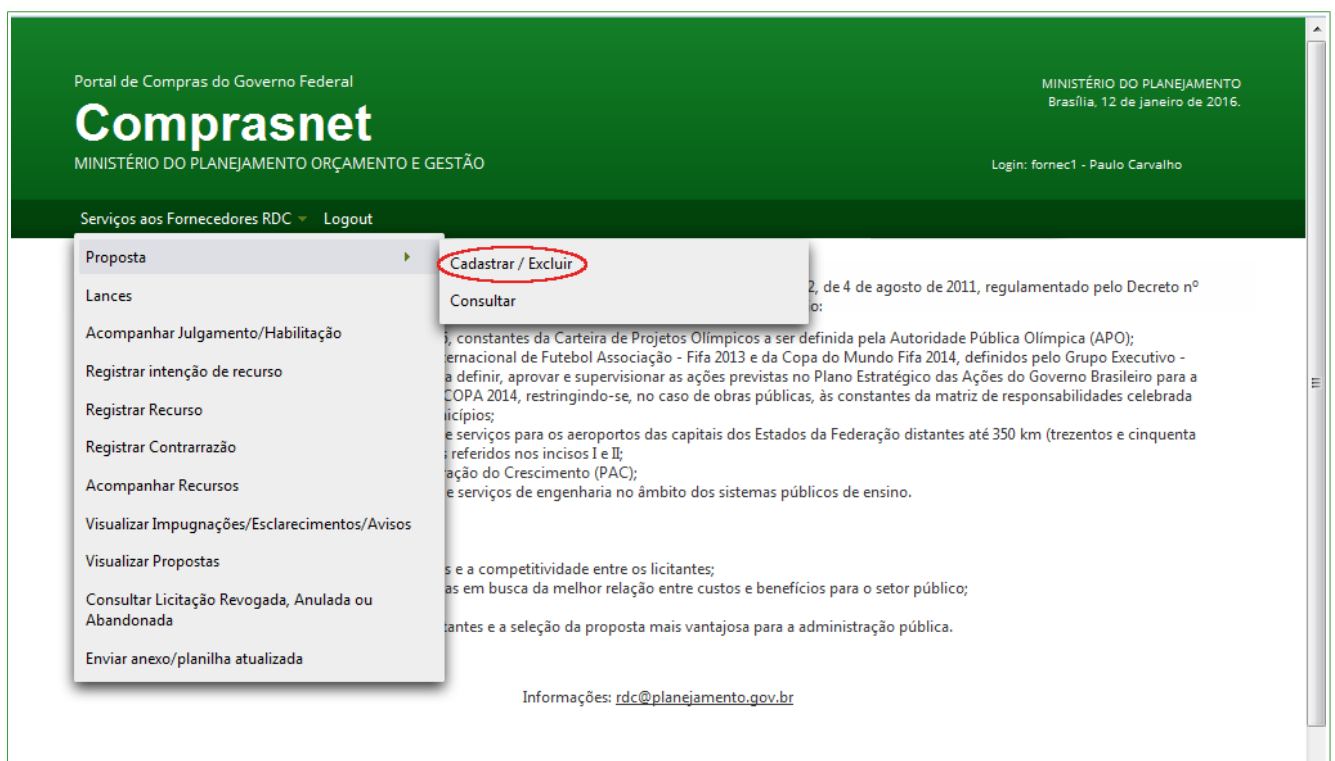 Portal de Compras do Governo Federal
MINISTÉRIO DO PLANEJAMENTO
Brasília, 12 de janeiro de 2016.
Comprasnet
MINISTÉRIO DO PLANEJAMENTO ORÇAMENTO E GESTÃO
Login: fornec1 - Paulo Carvalho
Serviços aos Fornecedores RDC Logout
Proposta
Cadastrar / Excluir
Consultar
Lances
Acompanhar Julgamento/Habilitação
Registrar intenção de recurso
Registrar Recurso
Registrar Contrarrazão
Acompanhar Recursos
Visualizar Impugnações/Esclarecimentos/Avisos
Visualizar Propostas
Consultar Licitação Revogada, Anulada ou
Abandonada
Enviar anexo/planilha atualizada
, de 4 de agosto de 2011, regulamentado pelo Decreto nº
o:
, constantes da Carteira de Projetos Olímpicos a ser definida pela Autoridade Pública Olímpica (APO);
ternacional de Futebol Associação - Fifa 2013 e da Copa do Mundo Fifa 2014, definidos pelo Grupo Executivo -
a definir, aprovar e supervisionar as ações previstas no Plano Estratégico das Ações do Governo Brasileiro para a
COPA 2014, restringindo-se, no caso de obras públicas, às constantes da matriz de responsabilidades celebrada
icípios;
e serviços para os aeroportos das capitais dos Estados da Federação distantes até 350 km (trezentos e cinquenta
referidos nos incisos I e II;
ração do Crescimento (PAC);
e serviços de engenharia no âmbito dos sistemas públicos de ensino.
s e a competitividade entre os licitantes;
as em busca da melhor relação entre custos e benefícios para o setor público;
tantes e a seleção da proposta mais vantajosa para a administração pública.
Informações: rdc@planejamento.gov.br